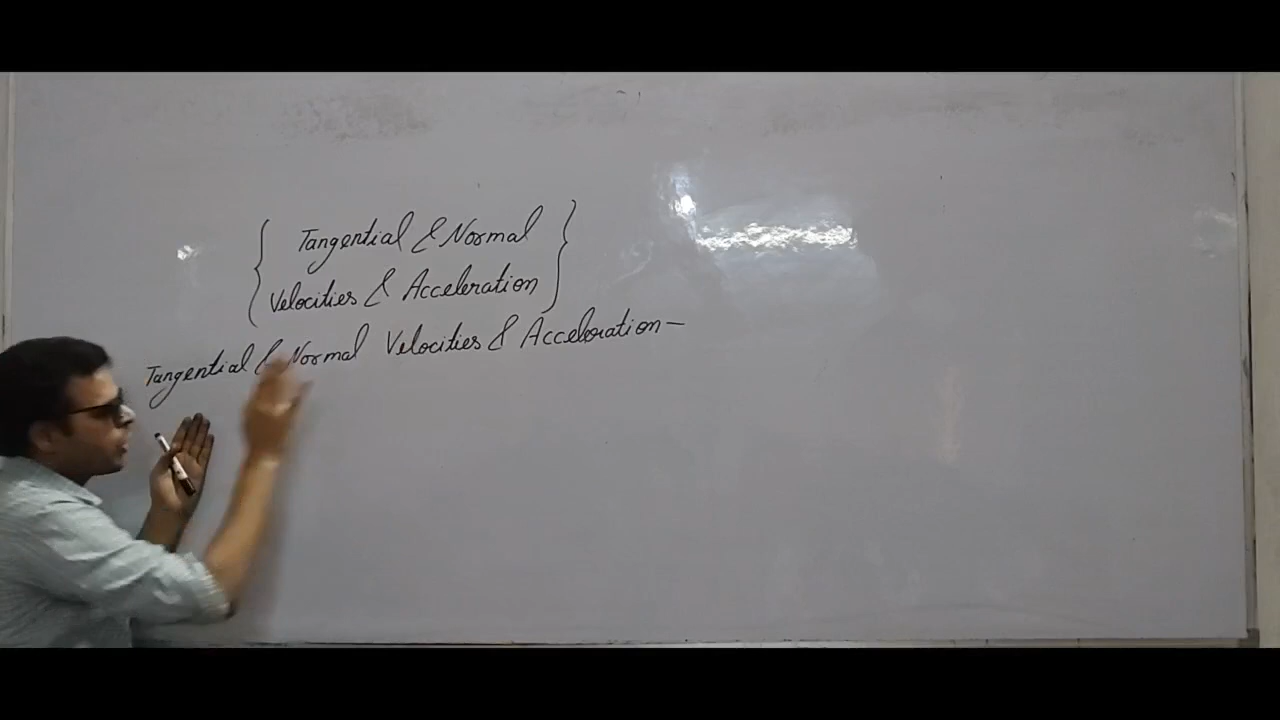 { Tangential & Normal
Velocities & Acceleration }
Tangential & Normal Velocities & Acceleration-